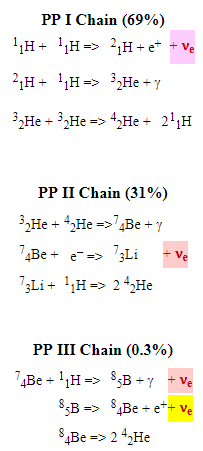 PP I Chain (69%)
¹₁H + ¹₁H => ²₁H + e⁺ + νₑ
²₁H + ¹₁H => ³₂He + γ
³₂He + ³₂He => ⁴₂He + 2¹₁H
PP II Chain (31%)
³₂He + ⁴₂He =>⁷₄Be + γ
⁷₄Be + e⁻ => ⁷₃Li + νₑ
⁷₃Li + ¹₁H => 2 ⁴₂He
PP III Chain (0.3%)
⁷₄Be + ¹₁H => ⁸₅B + γ + νₑ
⁸₅B => ⁸₄Be + e⁺+ νₑ
⁸₄Be => 2 ⁴₂He